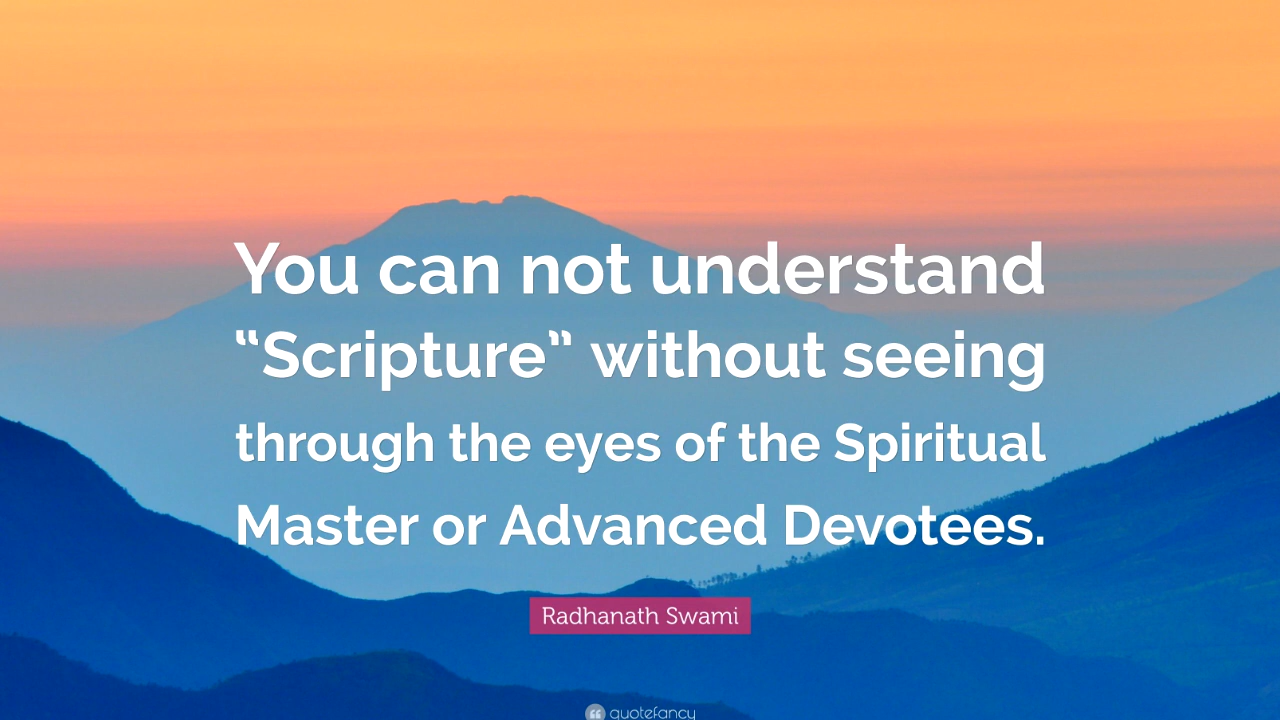 You can not understand
“Scripture” without seeing
through the eyes of the Spiritual
Master or Advanced Devotees.
Radhanath Swami
quotefancy